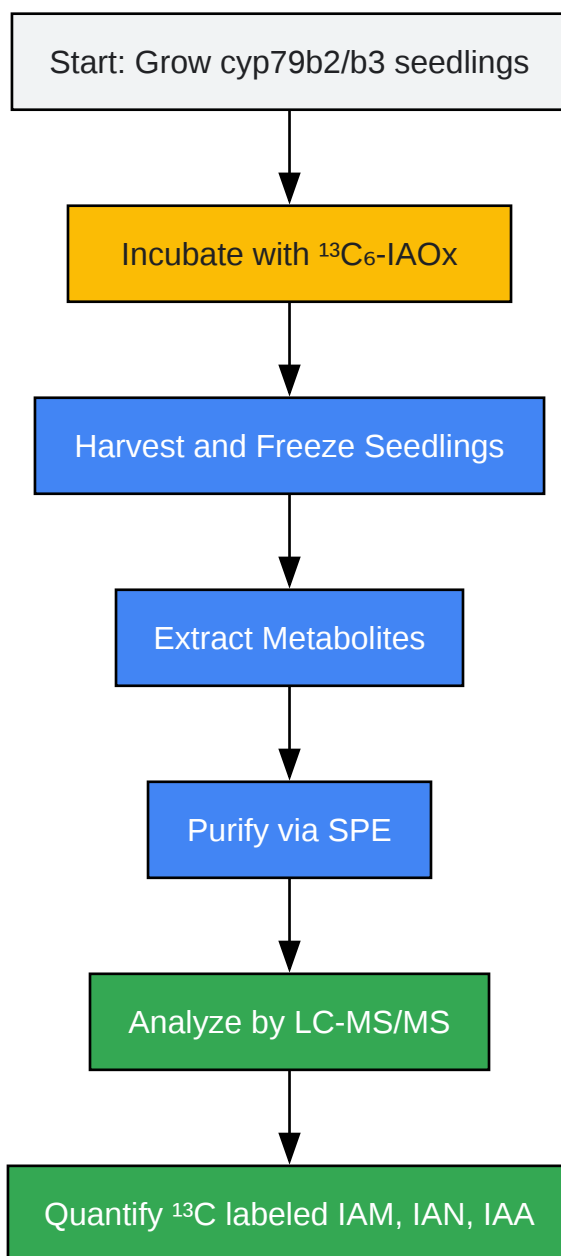 Start: Grow cyp79b2/b3 seedlings
Incubate with ¹³C₆-IAOx
Harvest and Freeze Seedlings
Extract Metabolites
Purify via SPE
Analyze by LC-MS/MS
Quantify ¹³C labeled IAM, IAN, IAA